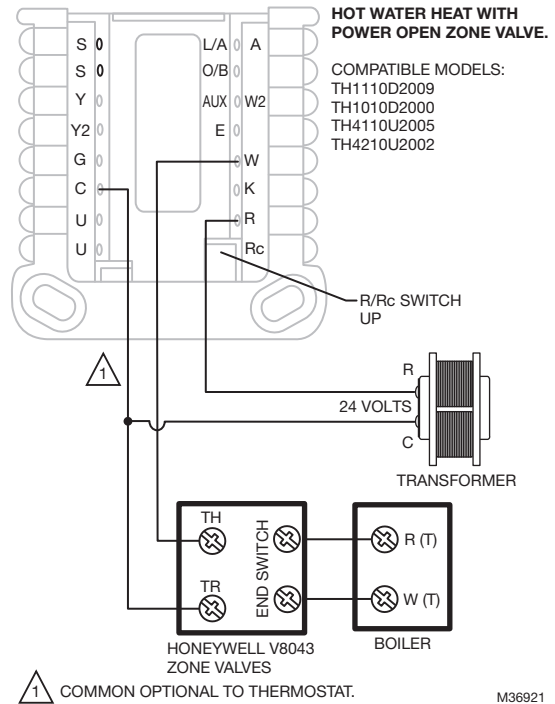 HOT WATER HEAT WITH
POWER OPEN ZONE VALVE.
COMPATIBLE MODELS:
TH1110D2009
TH1010D2000
TH4110U2005
TH4210U2002
S
S
Y
Y2
G
C
U
U
L/A A
O/B
AUX W2
E
W
K
R
Rc
R/Rc SWITCH
UP
1
R
24 VOLTS
C
TRANSFORMER
TH
TR
END SWITCH
R (T)
W (T)
HONEYWELL V8043
ZONE VALVES
BOILER
1 COMMON OPTIONAL TO THERMOSTAT.
M36921